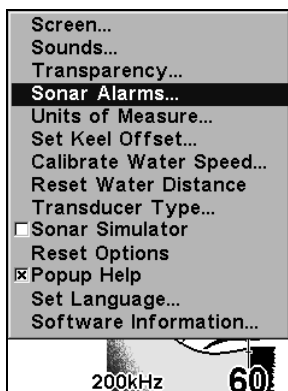 Screen...
Sounds...
Transparency...
Sonar Alarms...
Units of Measure...
Set Keel Offset...
Calibrate Water Speed...
Reset Water Distance
Transducer Type...
Sonar Simulator
Reset Options
Popup Help
Set Language...
Software Information...
200kHz 60